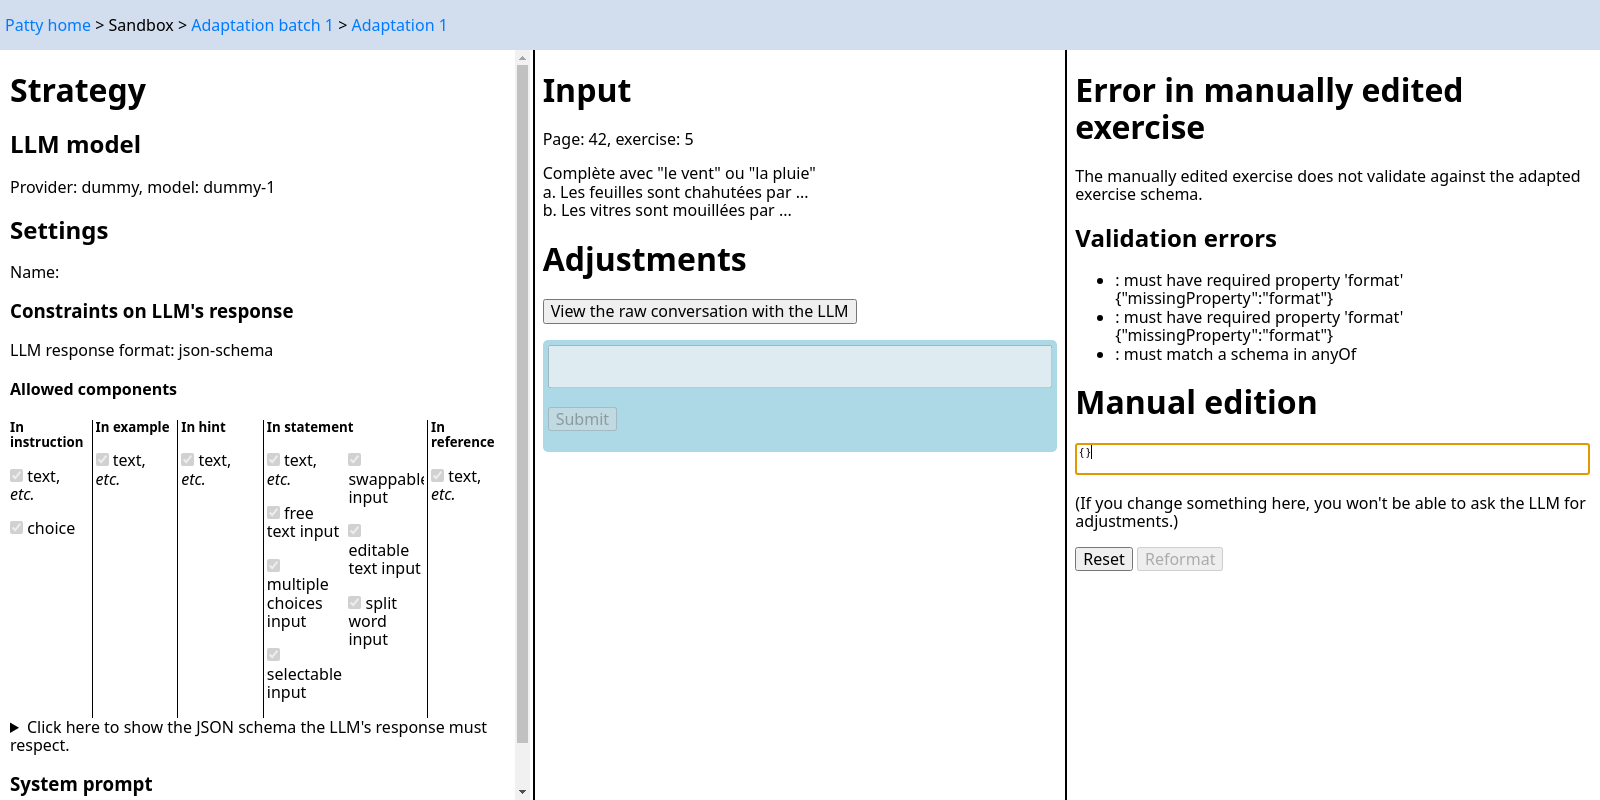 Patty home > Sandbox > Adaptation batch 1 > Adaptation 1
Strategy
LLM model
Provider: dummy, model: dummy-1
Settings
Name:
Constraints on LLM's response
LLM response format: json-schema
Allowed components
In
instruction
text,
etc.
choice
In example
text,
etc.
In hint
text,
etc.
In statement
text,
etc.
free
text input
multiple
choices
input
selectable
input
swappable
input
editable
text input
split
word
input
In
reference
text,
etc.
Click here to show the JSON schema the LLM's response must
respect.
System prompt
Input
Page: 42, exercise: 5
Complète avec "le vent" ou "la pluie"
a. Les feuilles sont chahutées par ...
b. Les vitres sont mouillées par ...
Adjustments
View the raw conversation with the LLM
Submit
Error in manually edited
exercise
The manually edited exercise does not validate against the adapted
exercise schema.
Validation errors
: must have required property 'format'
{"missingProperty":"format"}
: must have required property 'format'
{"missingProperty":"format"}
: must match a schema in anyOf
Manual edition
{}
(If you change something here, you won't be able to ask the LLM for
adjustments.)
Reset Reformat